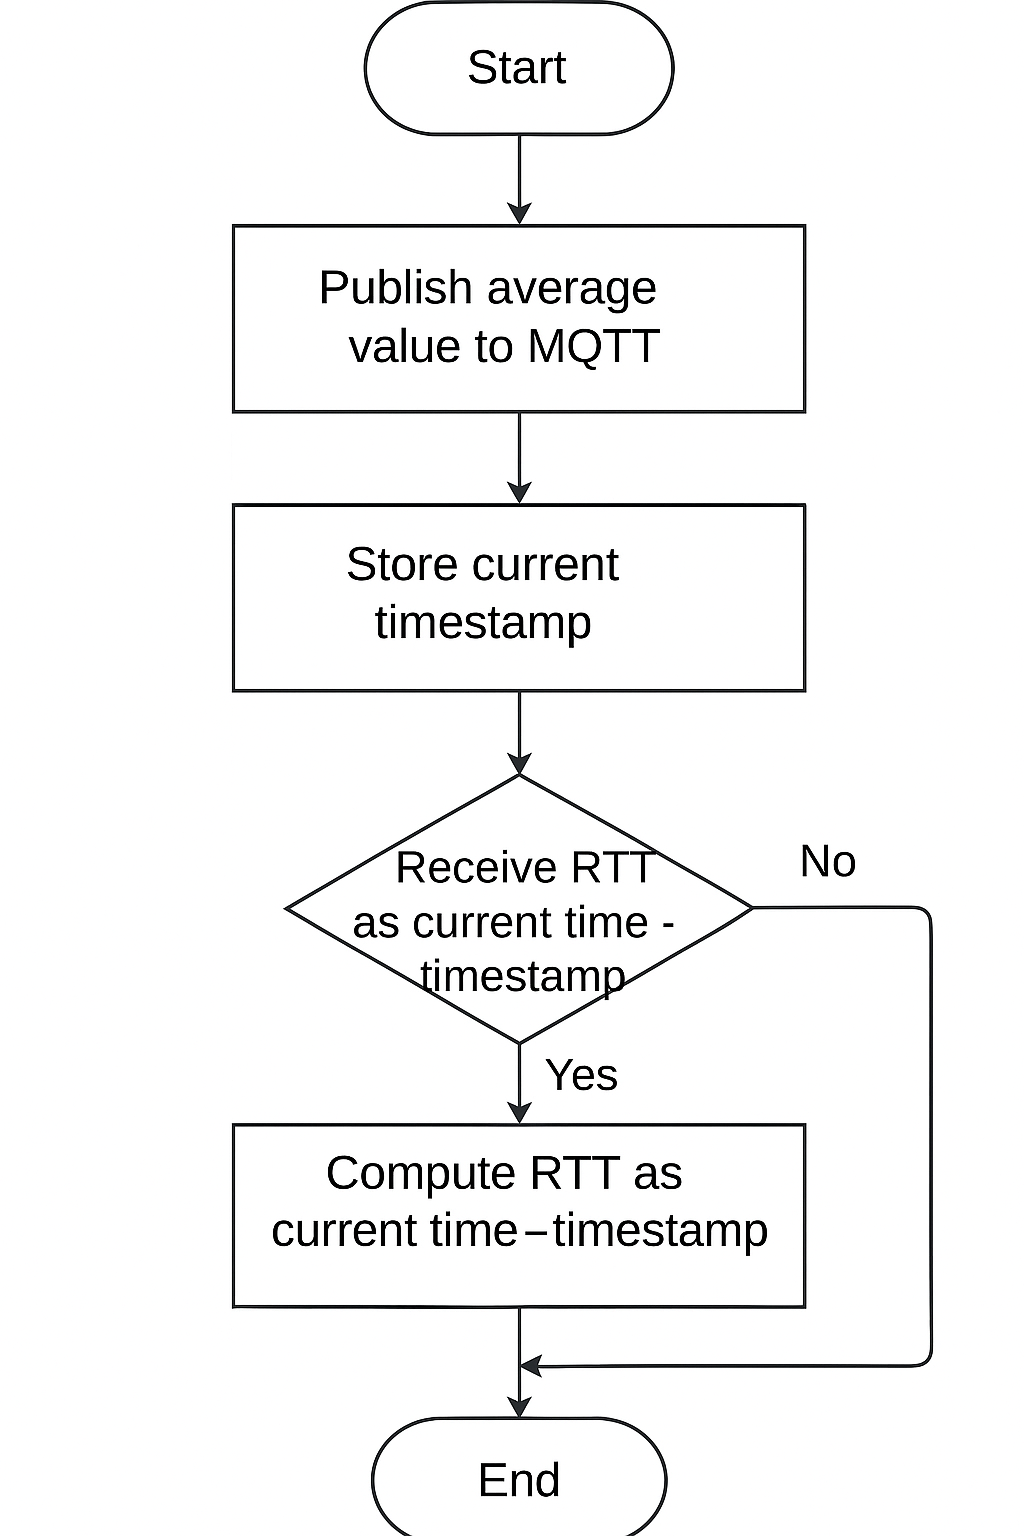 Start
Publish average
value to MQTT
Store current
timestamp
Receive RTT
as current time -
timestamp
No
Yes
Compute RTT as
current time – timestamp
End